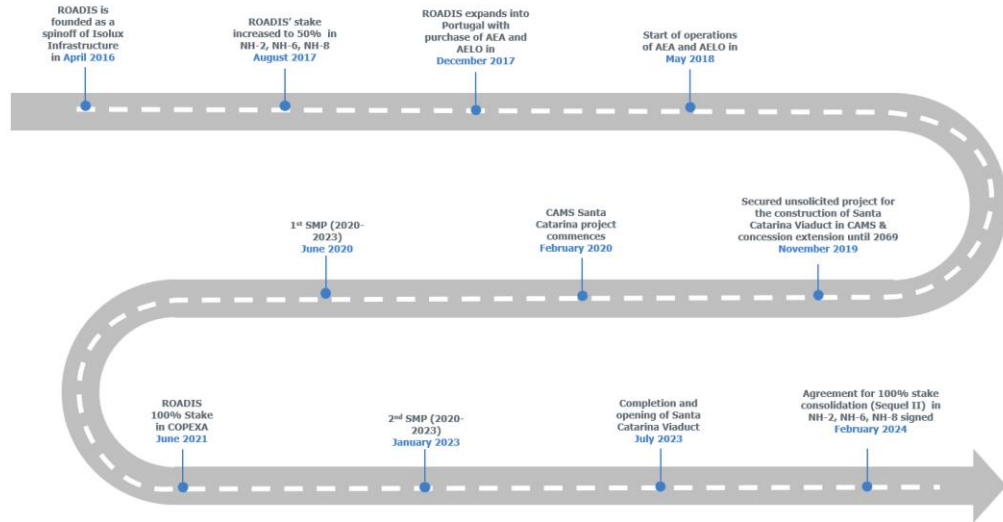 ROADIS is
founded as a
spinoff of Isolux
Infrastructure
in April 2016
ROADIS’ stake
increased to 50% in
NH-2, NH-6, NH-8
August 2017
ROADIS expands into
Portugal with
purchase of AEA and
AELO in
December 2017
Start of operations
of AEA and AELO in
May 2018
Secured unsolicited project for
the construction of Santa
Catarina Viaduct in CAMS &
concession extension until 2069
November 2019
CAMS Santa
Catarina project
commences
February 2020
1st SMP (2020-
2023)
June 2020
ROADIS
100% Stake
in COPEXA
June 2021
2nd SMP (2020-
2023)
January 2023
Completion and
opening of Santa
Catarina Viaduct
July 2023
Agreement for 100% stake
consolidation (Sequel II) in
NH-2, NH-6, NH-8 signed
February 2024